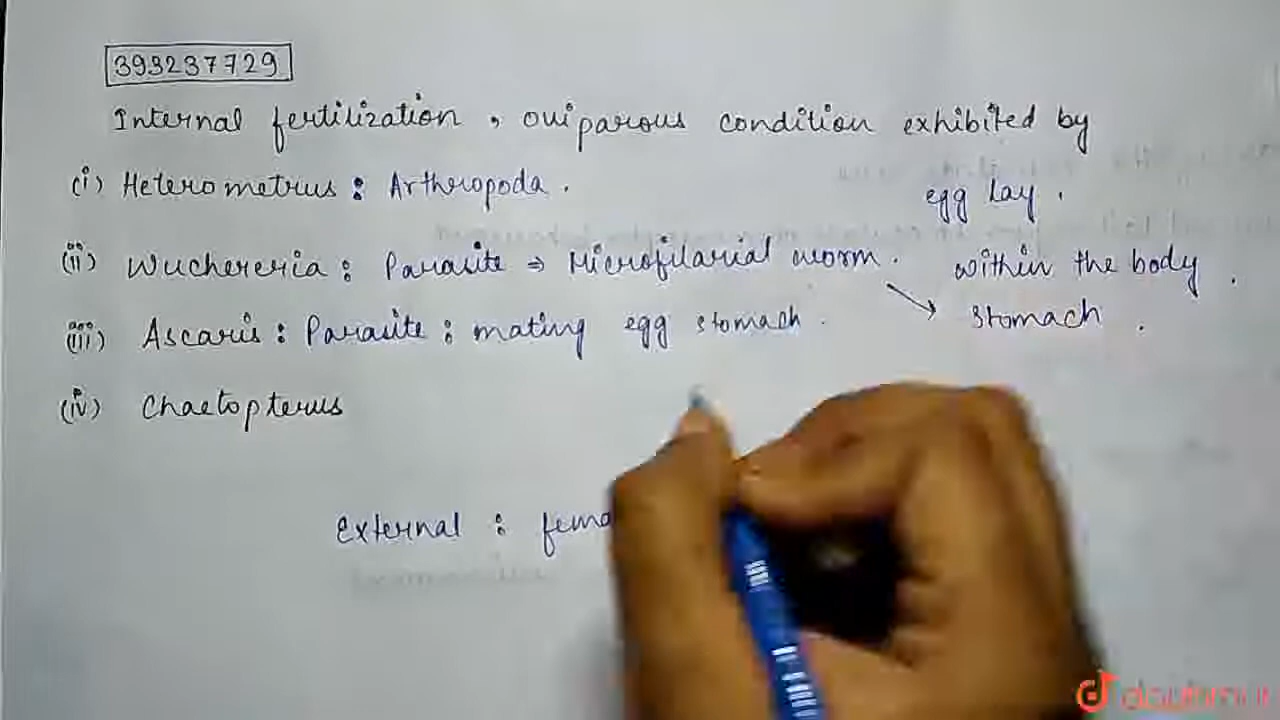 393237729
Internal fertilization, oviparous condition exhibited by
(i) Heterometrus : Arthropoda.
egg lay.
(ii) Wuchereria : Parasite ⇒ Microfilarial worm.
within the body.
(iii) Ascaris : Parasite : mating egg stomach.
stomach.
(iv) Chaetopterus
External :
doubtnut